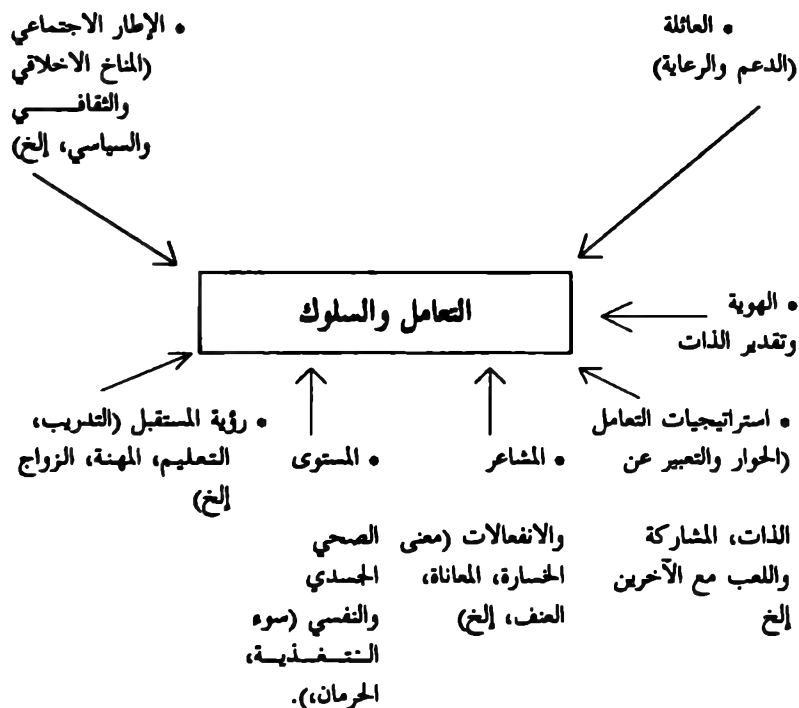 • العائلة
(الدعم والرعاية)
• الإطار الاجتماعي
(المناخ الاخلاقي
والثقافـــــي
والسياسي، إلخ)
التعامل والسلوك
• الهوية
وتقدير الذات
• استراتيجيات التعامل
(الحوار والتعبير عن
الذات، المشاركة
واللعب مع الآخرين
إلخ
• المشاعر
والانفعالات (معنى
الخسارة، المعاناة،
العنف، إلخ)
• المستوى
الصحي
الجسدي
والنفسي (سوء
التـــغـــذيـــة،
الحرمان،).
• رؤية المستقبل (التدريب،
التعليم، المهنة، الزواج
إلخ)